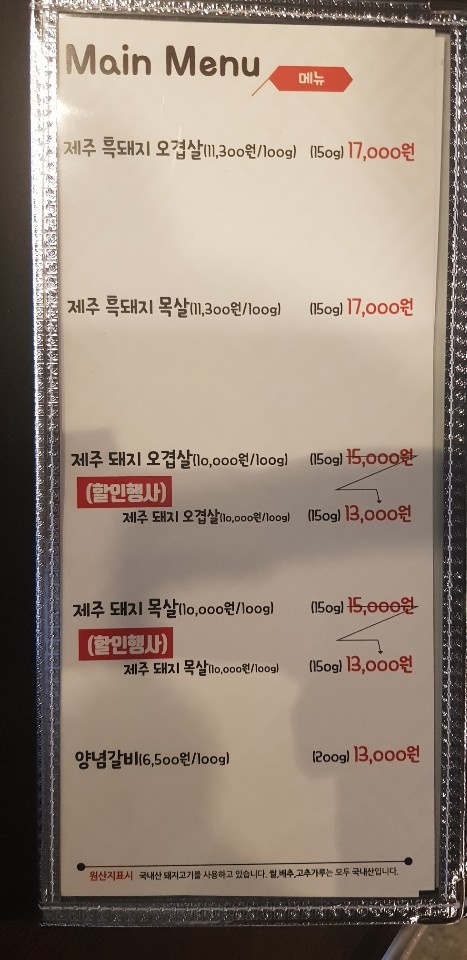 Main Menu
메뉴
제주 흑돼지 오겹살(11,300원/100g) (150g) 17,000원
제주 흑돼지 목살(11,300원/100g) (150g) 17,000원
제주 돼지 오겹살(10,000원/100g) (150g) 15,000원
(할인행사)
제주 돼지 오겹살(10,000원/100g) (150g) 13,000원
제주 돼지 목살(10,000원/100g) (150g) 15,000원
(할인행사)
제주 돼지 목살(10,000원/100g) (150g) 13,000원
양념갈비(6,500원/100g) (200g) 13,000원
원산지표시 국내산 돼지고기를 사용하고 있습니다. 쌀,배추,고추가루는 모두 국내산입니다.